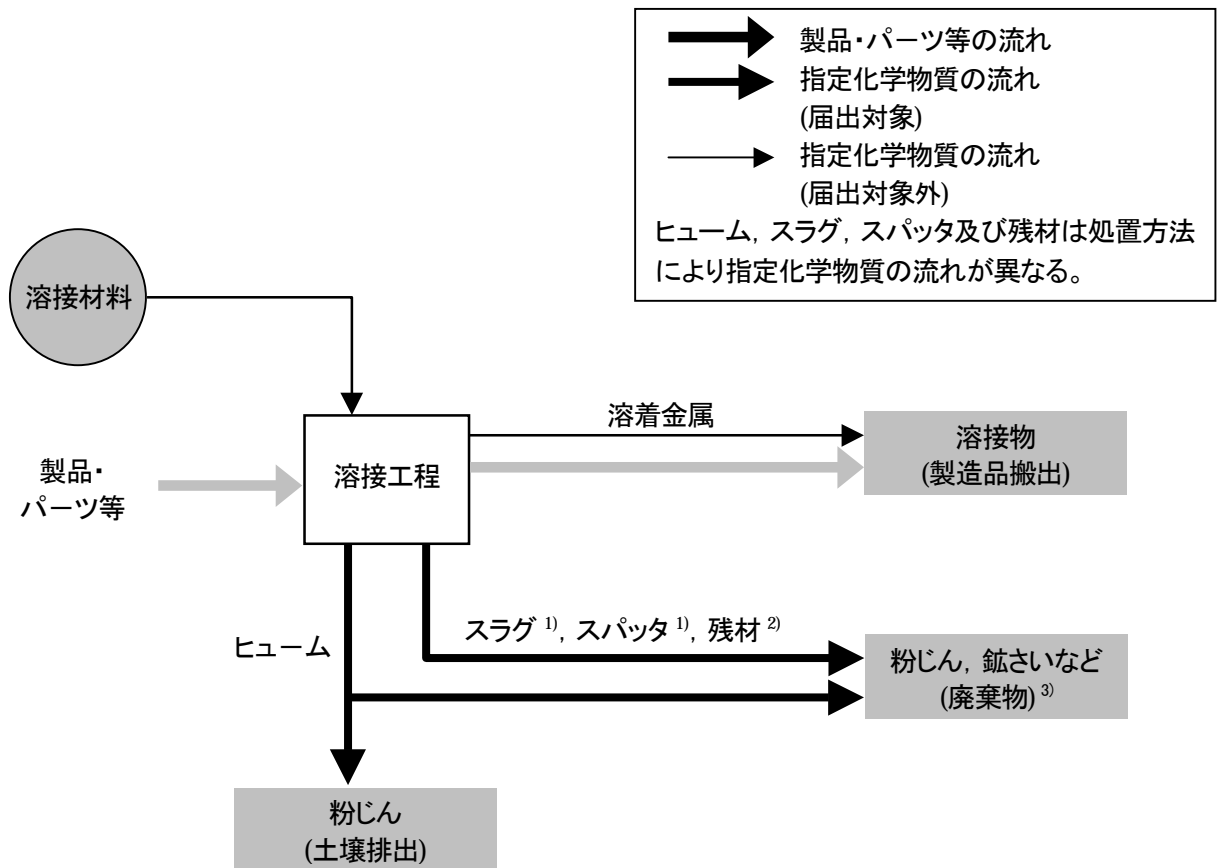 製品・パーツ等の流れ
指定化学物質の流れ
(届出対象)
指定化学物質の流れ
(届出対象外)
ヒューム, スラグ, スパッタ及び残材は処置方法
により指定化学物質の流れが異なる。
溶接材料
溶着金属
溶接物
(製造品搬出)
製品・
パーツ等
溶接工程
スラグ 1), スパッタ 1), 残材 2)
ヒューム
粉じん, 鉱さいなど
(廃棄物) 3)
粉じん
(土壌排出)